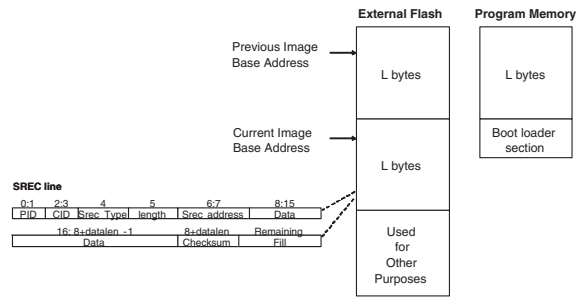 External Flash
Program Memory
Previous Image
Base Address
L bytes
L bytes
Current Image
Base Address
Boot loader
section
L bytes
SREC line
0:1 2:3 4 5 6:7 8:15
PID CID Srec Type length Srec address Data
16: 8+datalen -1 8+datalen Remaining
Data Checksum Fill
Used
for
Other
Purposes